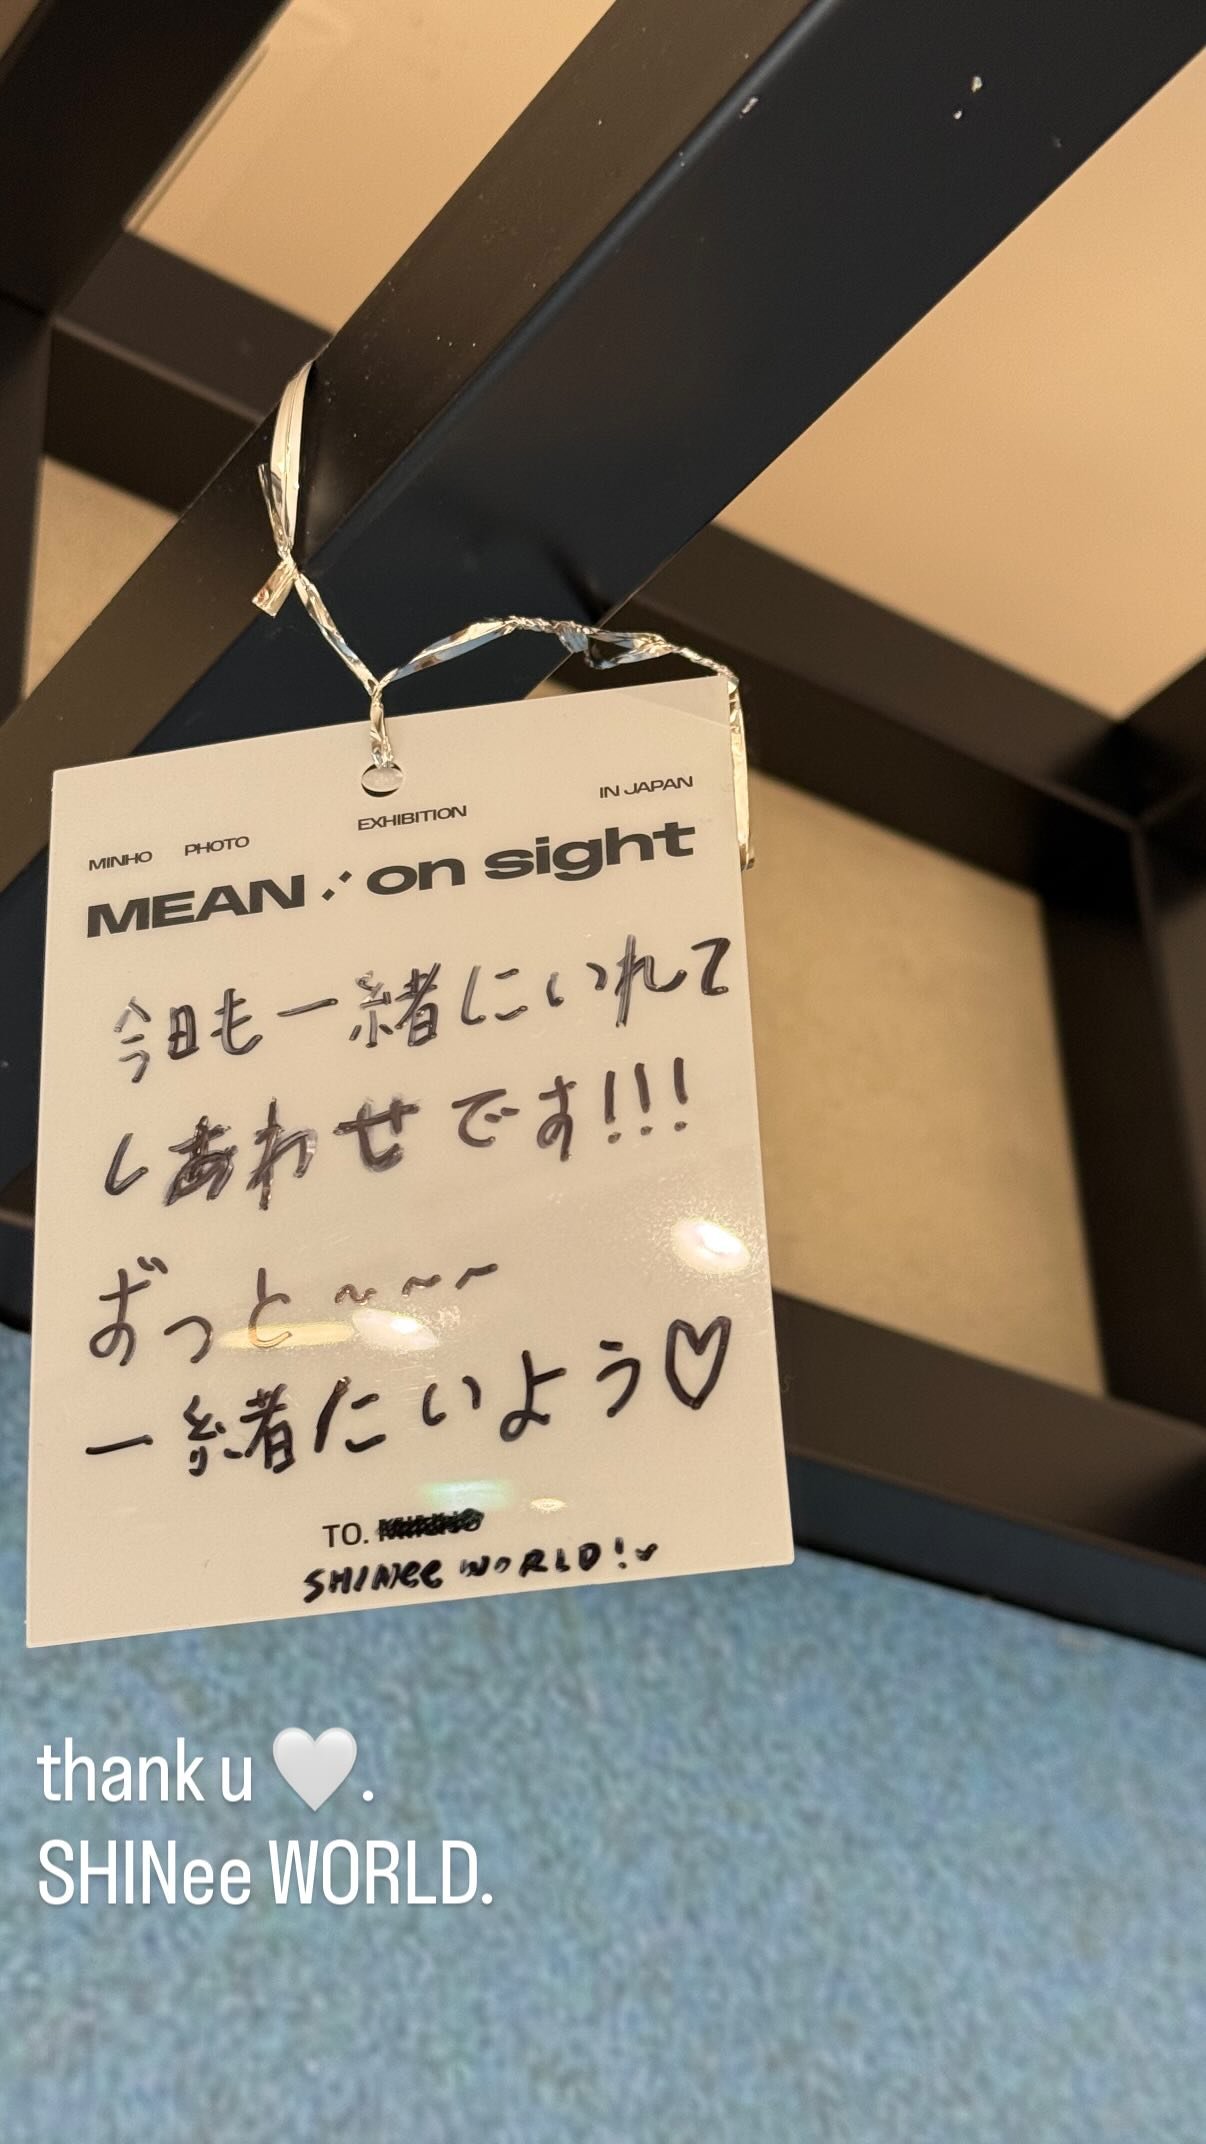 MINHO PHOTO EXHIBITION IN JAPAN
MEAN : on sight
今日も一緒にいれて
しあわせです!!!
ずっと~~~
一緒にいよう♡
TO.
SHINee WORLD!
thank u 🤍.
SHINee WORLD.